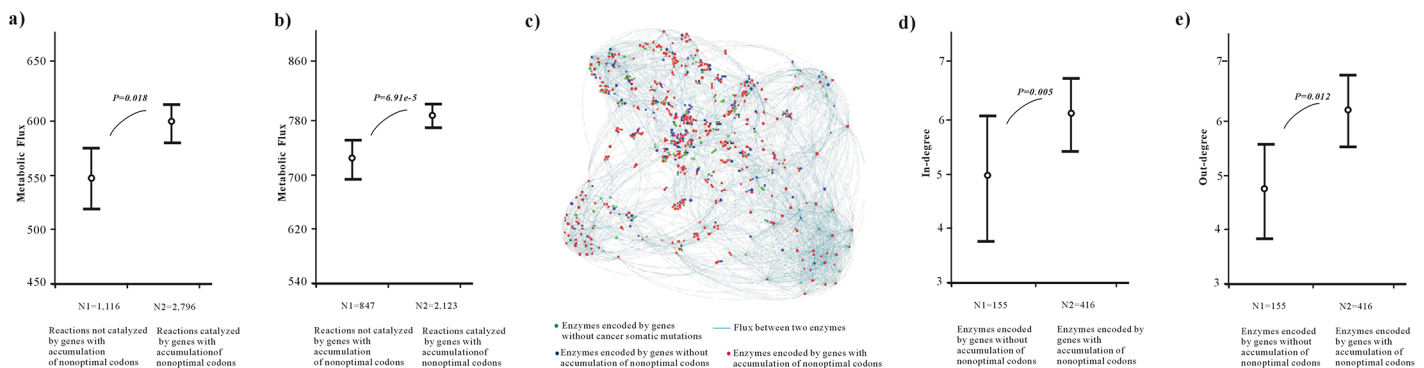 a)
Metabolic Flux
650
600
550
500
450
P=0.018
N1=1,116
N2=2,796
Reactions not catalyzed
by genes with
accumulation
of nonoptimal codons
Reactions catalyzed
by genes with
accumulationof
nonoptimal codons
b)
Metabolic Flux
860
780
700
620
540
P=6.91e-5
N1=847
N2=2,123
Reactions not catalyzed
by genes with
accumulation
of nonoptimal codons
Reactions catalyzed
by genes with
accumulationof
nonoptimal codons
c)
Enzymes encoded by genes
without cancer somatic mutations
Flux between two enzymes
Enzymes encoded by genes without
accumulation of nonoptimal codons
Enzymes encoded by genes with
accumulation of nonoptimal codons
d)
In-degree
7
6
5
4
3
P=0.005
N1=155
N2=416
Enzymes encoded
by genes without
accumulation of
nonoptimal codons
Enzymes encoded by
genes with
accumulation of
nonoptimal codons
e)
Out-degree
7
6
5
4
3
P=0.012
N1=155
N2=416
Enzymes encoded
by genes without
accumulation of
nonoptimal codons
Enzymes encoded
by genes with
accumulation of
nonoptimal codons